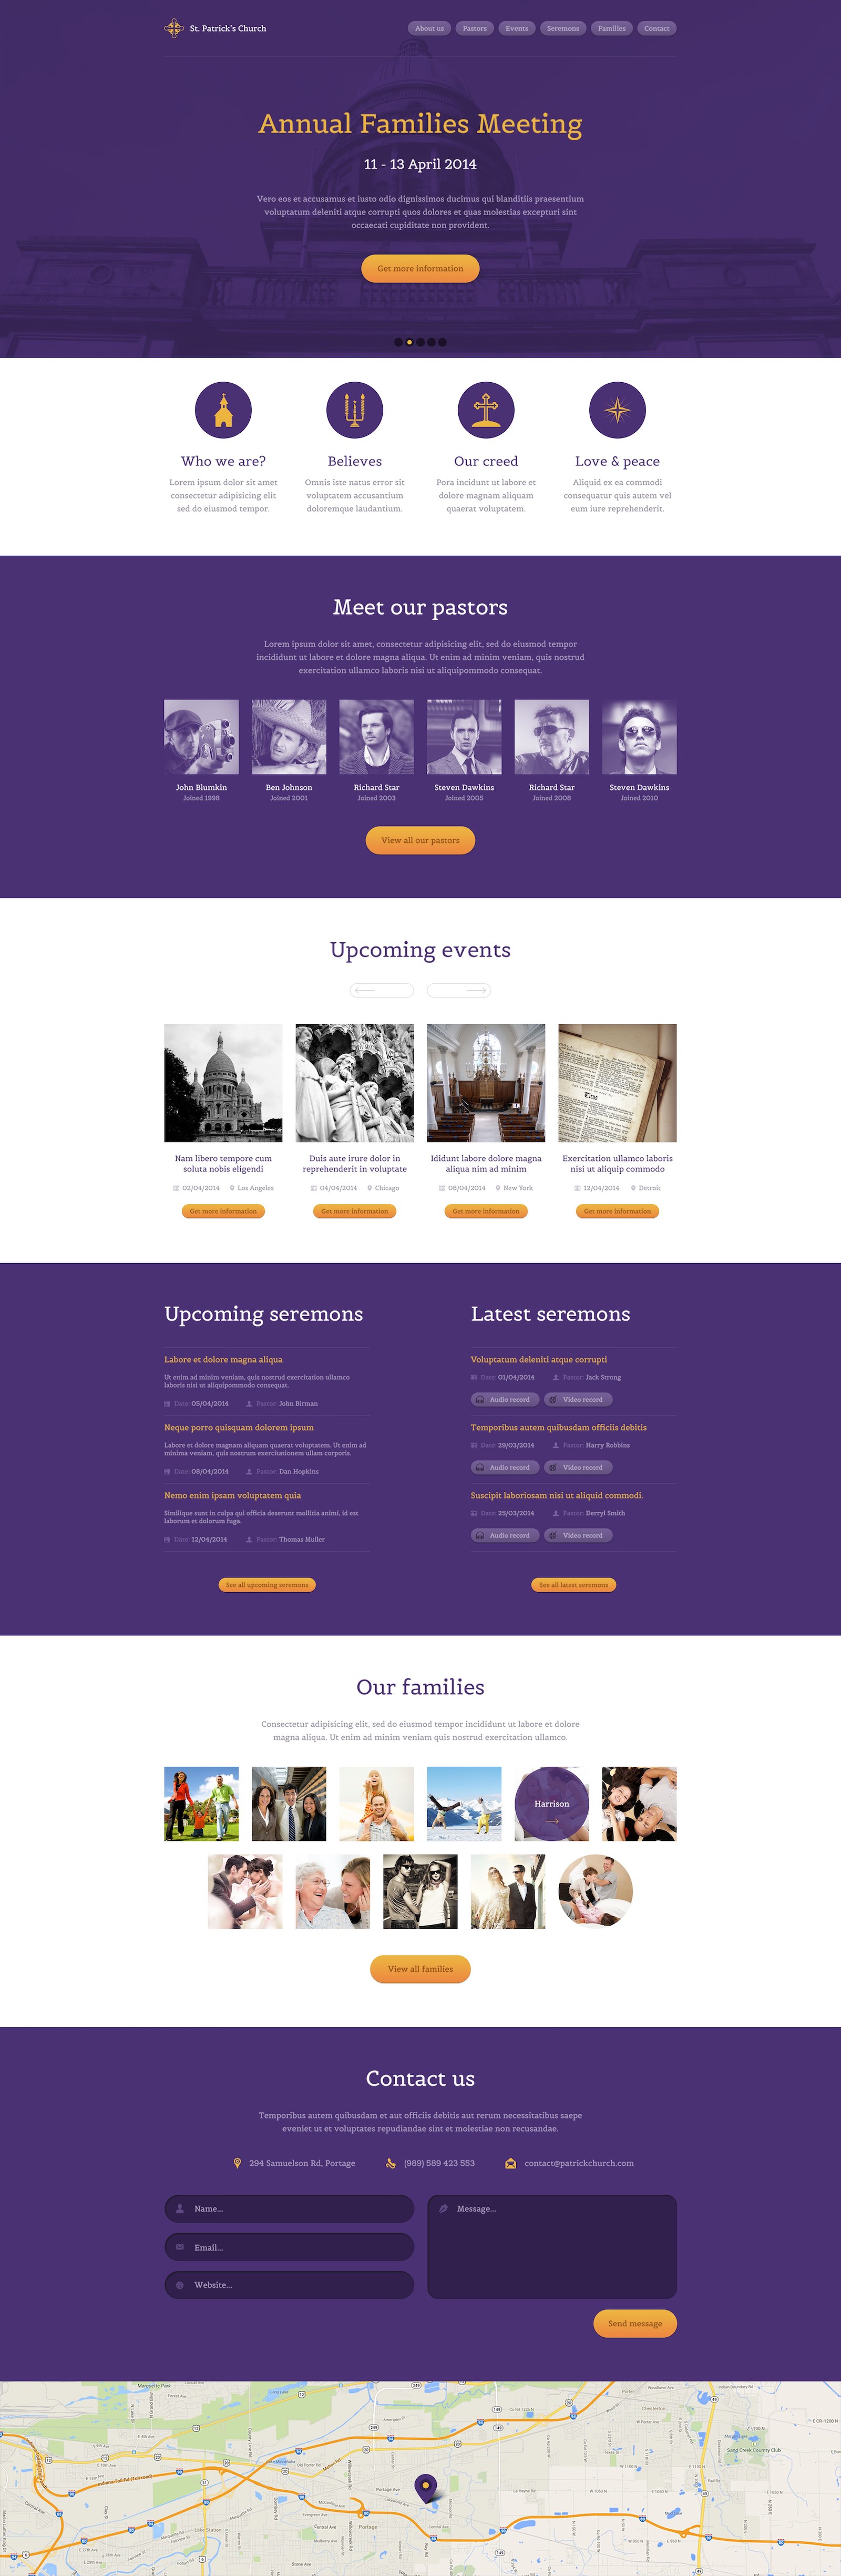 St. Patrick's Church
About us
Pastors
Events
Seremons
Families
Contact
Annual Families Meeting
11 - 13 April 2014
Vero eos et accusamus et iusto odio dignissimos ducimus qui blanditiis praesentium
voluptatum deleniti atque corrupti quos dolores et quas molestias excepturi sint
occaecati cupiditate non provident.
Get more information
Who we are?
Lorem ipsum dolor sit amet
consectetur adipisicing elit
sed do eiusmod tempor.
Believes
Omnis iste natus error sit
voluptatem accusantium
doloremque laudantium.
Our creed
Pora incidunt ut labore et
dolore magnam aliquam
quaerat voluptatem.
Love & peace
Aliquid ex ea commodi
consequatur quis autem vel
eum iure reprehenderit.
Meet our pastors
Lorem ipsum dolor sit amet, consectetur adipisicing elit, sed do eiusmod tempor
incididunt ut labore et dolore magna aliqua. Ut enim ad minim veniam, quis nostrud
exercitation ullamco laboris nisi ut aliquipommodo consequat.
John Blumkin
Joined 1998
Ben Johnson
Joined 2001
Richard Star
Joined 2003
Steven Dawkins
Joined 2005
Richard Star
Joined 2008
Steven Dawkins
Joined 2010
View all our pastors
Upcoming events
Nam libero tempore cum
soluta nobis eligendi
02/04/2014 Los Angeles
Get more information
Duis aute irure dolor in
reprehenderit in voluptate
04/04/2014 Chicago
Get more information
Ididunt labore dolore magna
aliqua nim ad minim
08/04/2014 New York
Get more information
Exercitation ullamco laboris
nisi ut aliquip commodo
12/04/2014 Detroit
Get more information
Upcoming seremons
Labore et dolore magna aliqua
Ut enim ad minim veniam, quis nostrud exercitation ullamco
laboris nisi ut aliquipommodo consequat.
Date: 05/04/2014 Pastor: John Birman
Neque porro quisquam dolorem ipsum
Labore et dolore magnam aliquam quaerat voluptatem. Ut enim ad
minima veniam, quis nostrum exercitationem ullam corporis.
Date: 08/04/2014 Pastor: Dan Hopkins
Nemo enim ipsam voluptatem quia
Similique sunt in culpa qui officia deserunt mollitia animi, id est
laborum et dolorum fuga.
Date: 12/04/2014 Pastor: Thomas Muller
See all upcoming seremons
Latest seremons
Voluptatum deleniti atque corrupti
Date: 01/04/2014 Pastor: Jack Strong
Audio record
Video record
Temporibus autem quibusdam officiis debitis
Date: 29/03/2014 Pastor: Harry Robbins
Audio record
Video record
Suscipit laboriosam nisi ut aliquid commodi.
Date: 25/03/2014 Pastor: Derryl Smith
Audio record
Video record
See all latest seremons
Our families
Consectetur adipisicing elit, sed do eiusmod tempor incididunt ut labore et dolore
magna aliqua. Ut enim ad minim veniam quis nostrud exercitation ullamco.
Harrison
View all families
Contact us
Temporibus autem quibusdam et aut officiis debitis aut rerum necessitatibus saepe
eveniet ut et voluptates repudiandae sint et molestiae non recusandae.
294 Samuelson Rd, Portage
(989) 589 423 553
contact@patrickchurch.com
Name...
Email...
Website...
Message...
Send message
Marquette Park
Chesterton
Sand Creek Country Club
Portage